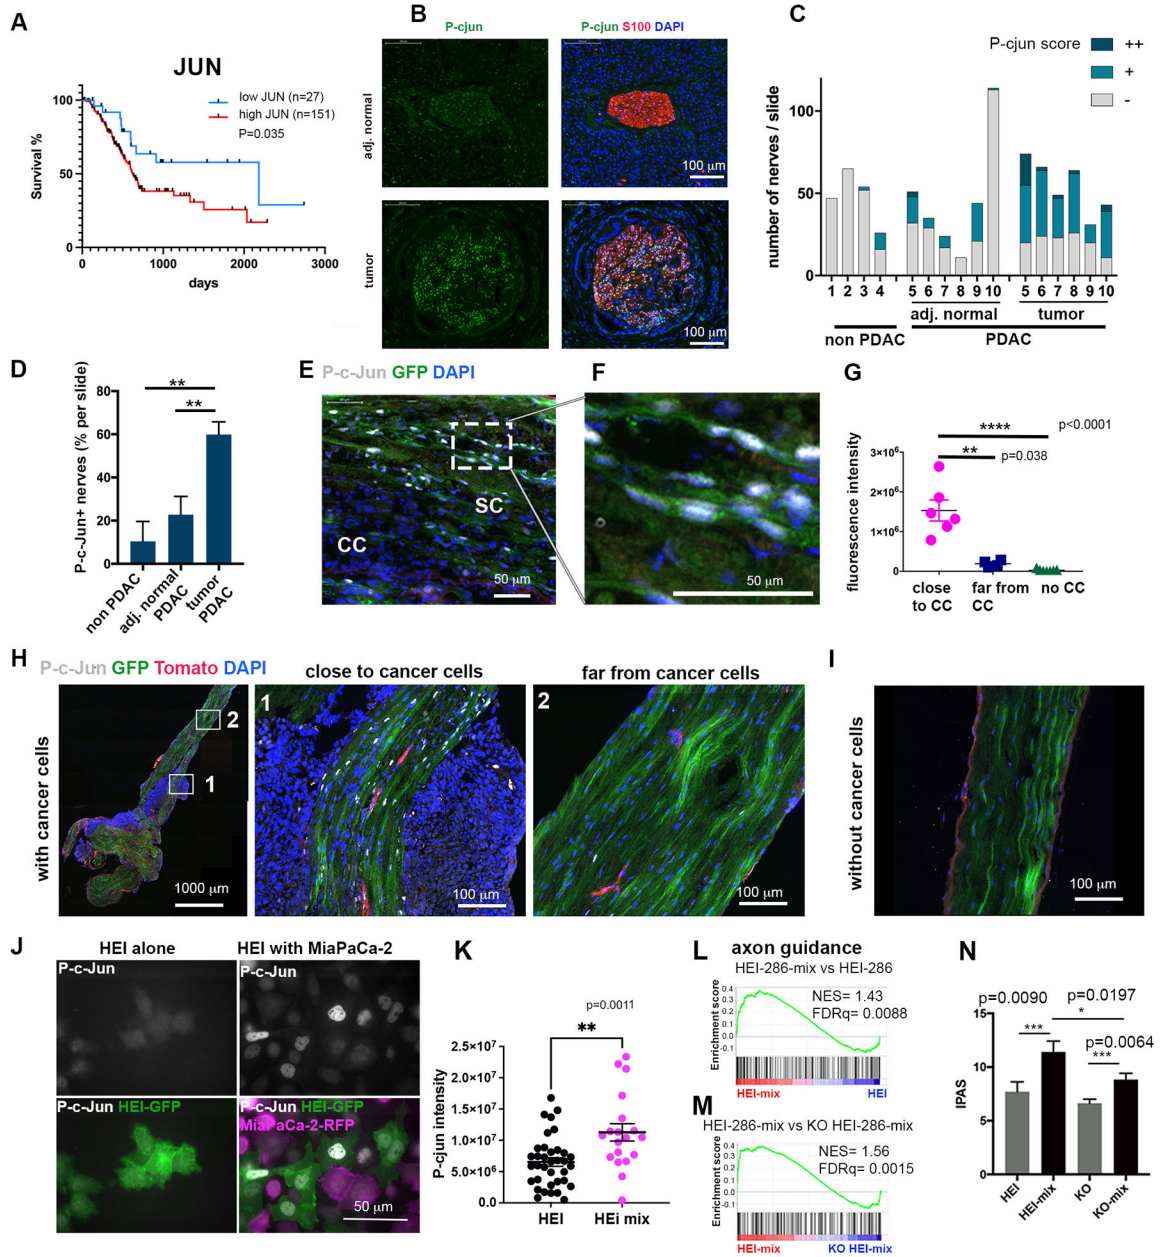 A
JUN
low JUN (n=27)
high JUN (n=151)
P=0.035
Survival %
100
50
0
0 1000 2000 3000
days
B
P-cjun
P-cjun S100 DAPI
adj. normal
100 µm
tumor
100 µm
C
P-cjun score
++
+
-
number of nerves / slide
100
50
0
1 2 3 4 5 6 7 8 9 10 5 6 7 8 9 10
adj. normal tumor
non PDAC PDAC
D
P-c-Jun+ nerves (% per slide)
80
60
40
20
0
** 
**
non PDAC
adj. normal PDAC
tumor PDAC
E
P-c-Jun GFP DAPI
SC
CC
50 µm
F
50 µm
G
fluorescence intensity
3×10⁶
2×10⁶
1×10⁶
0
**** p<0.0001
** p=0.038
close to CC
far from CC
no CC
H
P-c-Jun GFP Tomato DAPI
close to cancer cells
far from cancer cells
with cancer cells
2
1
1000 µm
1
100 µm
2
100 µm
I
without cancer cells
100 µm
J
HEI alone
HEI with MiaPaCa-2
P-c-Jun
P-c-Jun
P-c-Jun HEI-GFP
P-c-Jun HEI-GFP
MiaPaCa-2-RFP
50 µm
K
p=0.0011
**
P-cjun intensity
2.5×10⁷
2.0×10⁷
1.5×10⁷
1.0×10⁷
5.0×10⁶
0.0
HEI HEi mix
L axon guidance
HEI-286-mix vs HEI-286
Enrichment score
0.4
0.3
0.2
0.1
0.0
-0.1
NES= 1.43
FDRq= 0.0088
HEI-mix HEI
M
HEI-286-mix vs KO HEI-286-mix
Enrichment score
0.4
0.3
0.2
0.1
0.0
-0.1
NES= 1.56
FDRq= 0.0015
HEI-mix KO HEI-mix
N
p=0.0090 p=0.0197
*
*** p=0.0064
***
IPAS
15
10
5
0
HEI
HEI-mix
KO
KO-mix